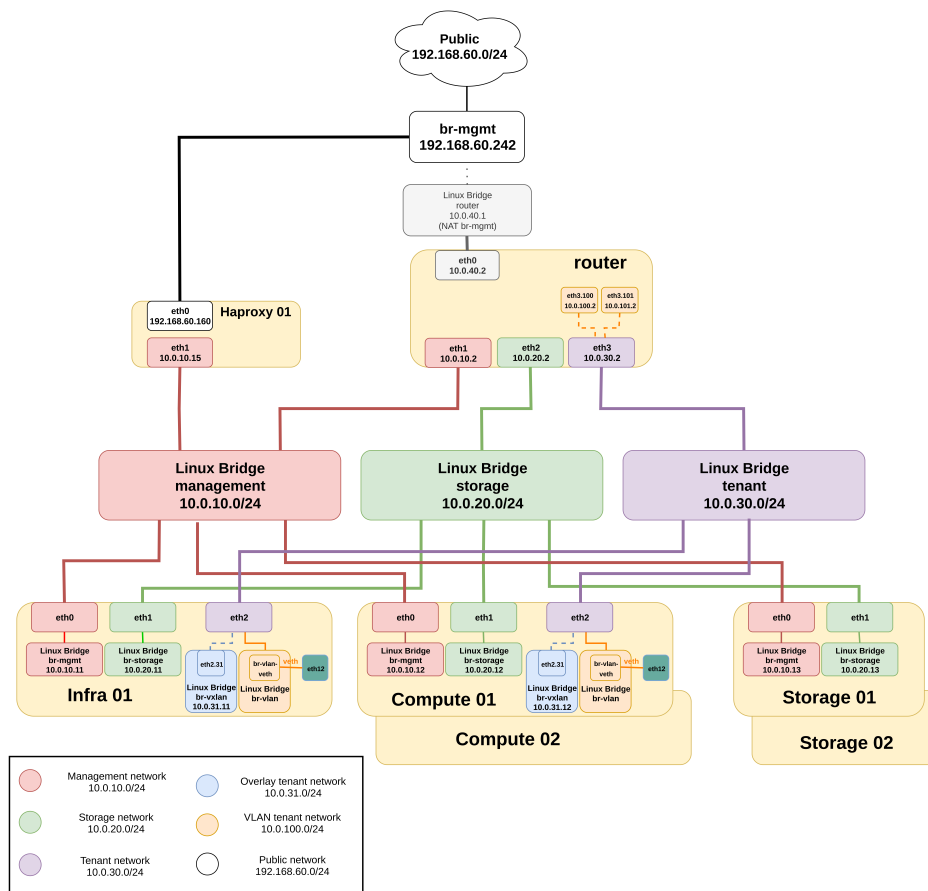 Public
192.168.60.0/24
br-mgmt
192.168.60.242
Linux Bridge
router
10.0.40.1
(NAT br-mgmt)
eth0
10.0.40.2
router
eth3.100
10.0.100.2
eth3.101
10.0.101.2
eth0
192.168.60.160
Haproxy 01
eth1
10.0.10.15
eth1
10.0.10.2
eth2
10.0.20.2
eth3
10.0.30.2
Linux Bridge
management
10.0.10.0/24
Linux Bridge
storage
10.0.20.0/24
Linux Bridge
tenant
10.0.30.0/24
eth0
eth1
eth2
Linux Bridge
br-mgmt
10.0.10.11
Linux Bridge
br-storage
10.0.20.11
eth2.31
Linux Bridge
br-vxlan
10.0.31.11
br-vlan-
veth
Linux Bridge
br-vlan
veth
eth12
Infra 01
eth0
eth1
eth2
Linux Bridge
br-mgmt
10.0.10.12
Linux Bridge
br-storage
10.0.20.12
eth2.31
Linux Bridge
br-vxlan
10.0.31.12
br-vlan-
veth
Linux Bridge
br-vlan
veth
eth12
Compute 01
Compute 02
eth0
eth1
Linux Bridge
br-mgmt
10.0.10.13
Linux Bridge
br-storage
10.0.20.13
Storage 01
Storage 02
Management network
10.0.10.0/24
Overlay tenant network
10.0.31.0/24
Storage network
10.0.20.0/24
VLAN tenant network
10.0.100.0/24
Tenant network
10.0.30.0/24
Public network
192.168.60.0/24